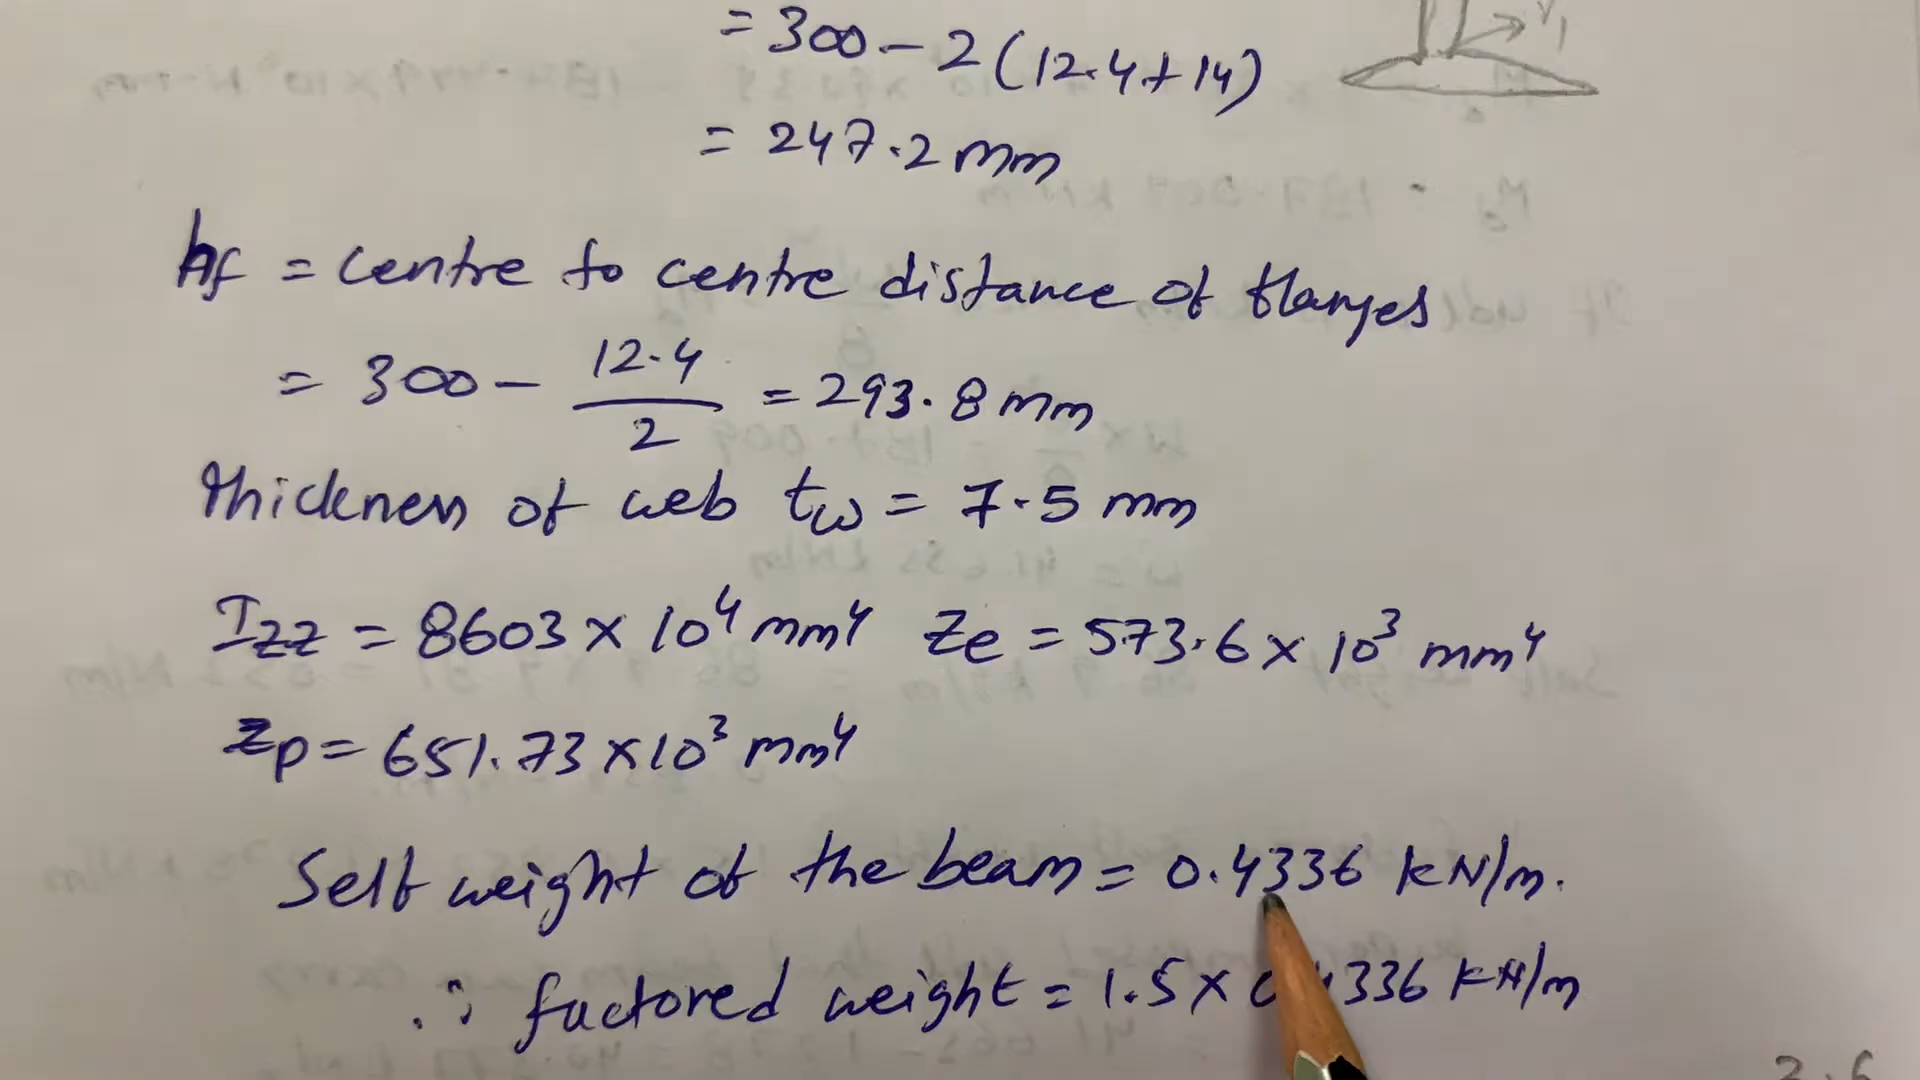 = 300 - 2 (12.4 + 14)
V1
= 247.2 mm
hf = centre to centre distance of flanges
= 300 - 12.4/2 = 293.8 mm
thickness of web tw = 7.5 mm
Izz = 8603 × 10⁴ mm⁴ Ze = 573.6 × 10³ mm⁴
Zp = 651.73 × 10³ mm⁴
Self weight of the beam = 0.4336 kN/m.
∴ factored weight = 1.5 × 0.4336 kN/m